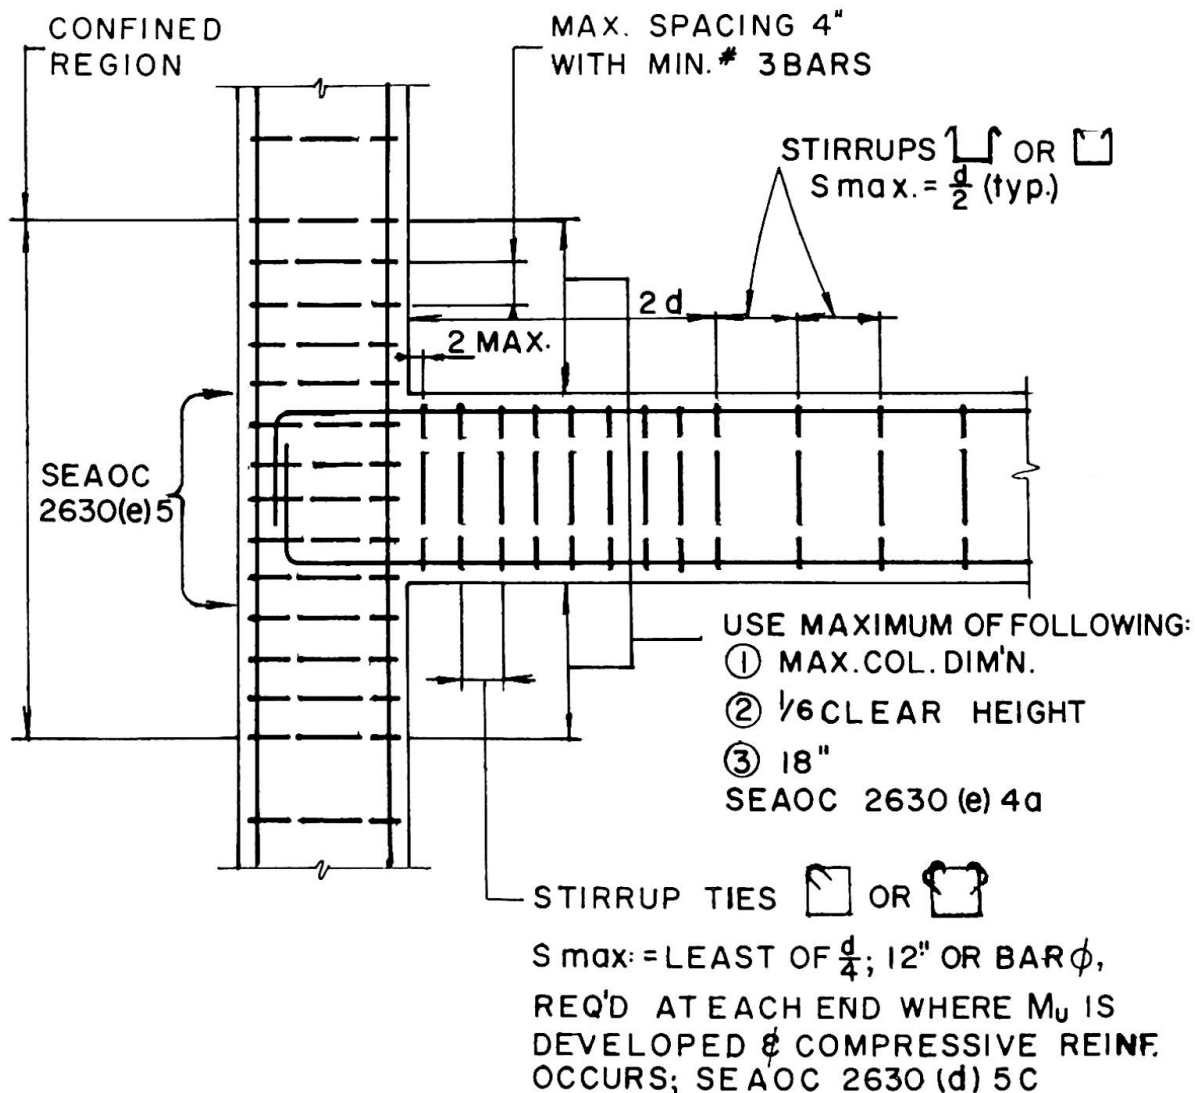 CONFINED
REGION
MAX. SPACING 4"
WITH MIN. # 3 BARS
STIRRUPS OR
S max. = d/2 (typ.)
2 d
2 MAX.
SEAOC
2630(e)5
USE MAXIMUM OF FOLLOWING:
① MAX. COL. DIM'N.
② 1/6 CLEAR HEIGHT
③ 18"
SEAOC 2630 (e) 4a
STIRRUP TIES OR
S max. = LEAST OF d/4; 12" OR BAR ϕ,
REQ'D AT EACH END WHERE Mu IS
DEVELOPED & COMPRESSIVE REINF.
OCCURS; SEAOC 2630 (d) 5C